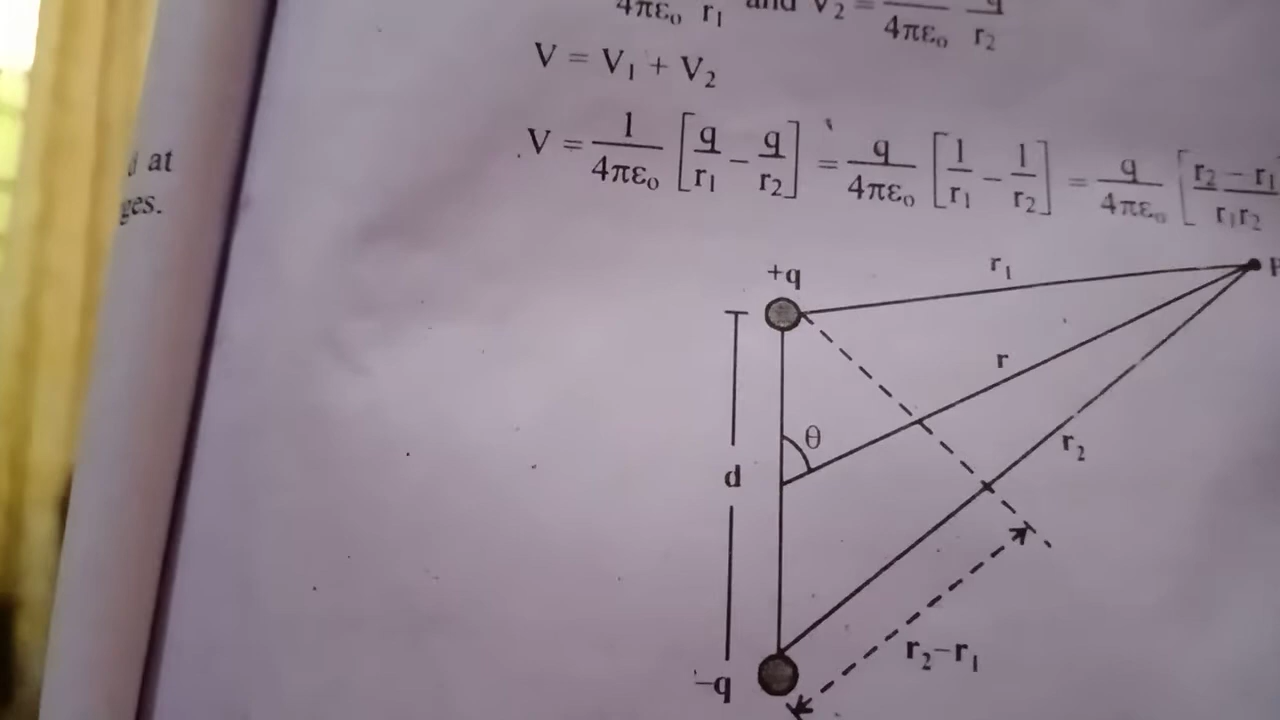 4πε₀ r₁ and V₂ = 4πε₀ q r₂
V = V₁ + V₂
d at
ges.
V = 1/4πε₀ [q/r₁ − q/r₂] = q/4πε₀ [1/r₁ − 1/r₂] = q/4πε₀ [r₂ − r₁/r₁r₂
+q
r₁
P
r
θ
r₂
d
r₂−r₁
−q